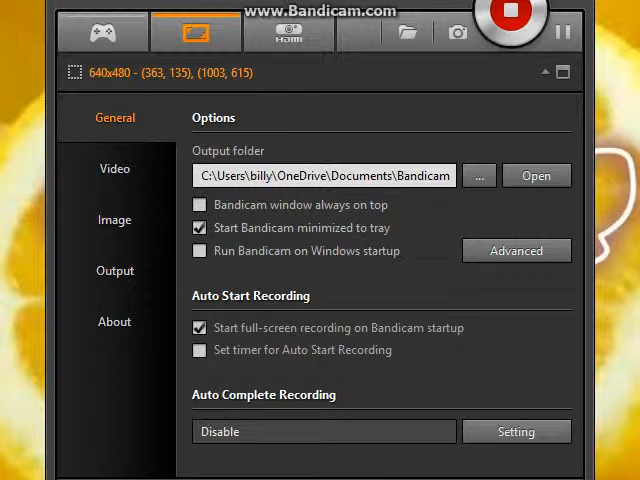 www.Bandicam.com
HDMI
640x480 - (363, 135), (1003, 615)
General
Video
Image
Output
About
Options
Output folder
C:\Users\billy\OneDrive\Documents\Bandicam
... Open
Bandicam window always on top
Start Bandicam minimized to tray
Run Bandicam on Windows startup
Advanced
Auto Start Recording
Start full-screen recording on Bandicam startup
Set timer for Auto Start Recording
Auto Complete Recording
Disable
Setting